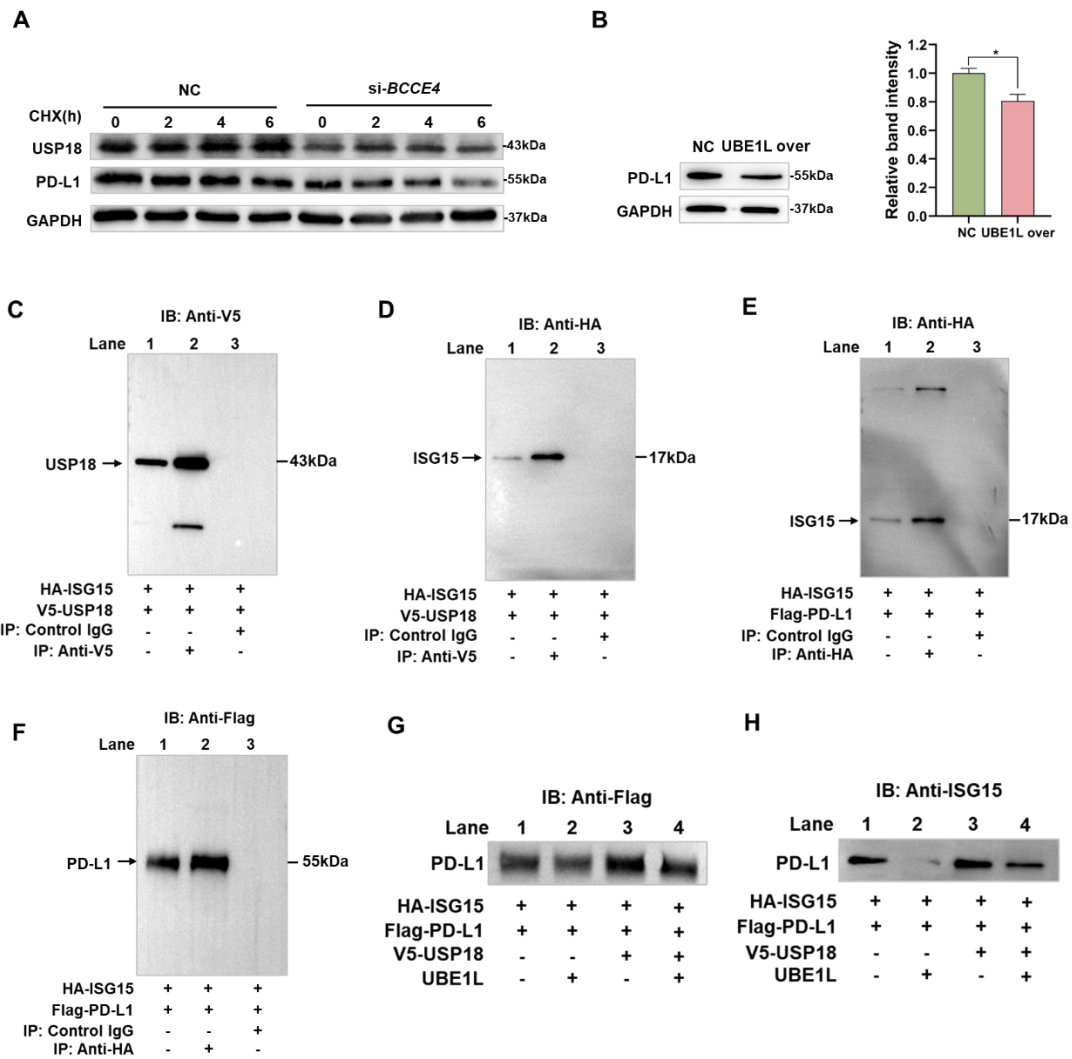 A
NC
si-BCCE4
CHX(h)
0 2 4 6 0 2 4 6
USP18
-43kDa
PD-L1
-55kDa
GAPDH
-37kDa
B
NC UBE1L over
PD-L1
-55kDa
GAPDH
-37kDa
Relative band intensity
1.2
1.0
0.8
0.6
0.4
0.2
0.0
*
NC UBE1L over
C
IB: Anti-V5
Lane 1 2 3
USP18
43kDa
HA-ISG15 + + +
V5-USP18 + + +
IP: Control IgG - - +
IP: Anti-V5 - + -
D
IB: Anti-HA
Lane 1 2 3
ISG15
17kDa
HA-ISG15 + + +
V5-USP18 + + +
IP: Control IgG - - +
IP: Anti-V5 - + -
E
IB: Anti-HA
Lane 1 2 3
ISG15
17kDa
HA-ISG15 + + +
Flag-PD-L1 + + +
IP: Control IgG - - +
IP: Anti-HA - + -
F
IB: Anti-Flag
Lane 1 2 3
PD-L1
55kDa
HA-ISG15 + + +
Flag-PD-L1 + + +
IP: Control IgG - - +
IP: Anti-HA - + -
G
IB: Anti-Flag
Lane 1 2 3 4
PD-L1
HA-ISG15 + + + +
Flag-PD-L1 + + + +
V5-USP18 - - + +
UBE1L - + - +
H
IB: Anti-ISG15
Lane 1 2 3 4
PD-L1
HA-ISG15 + + + +
Flag-PD-L1 + + + +
V5-USP18 - - + +
UBE1L - + - +